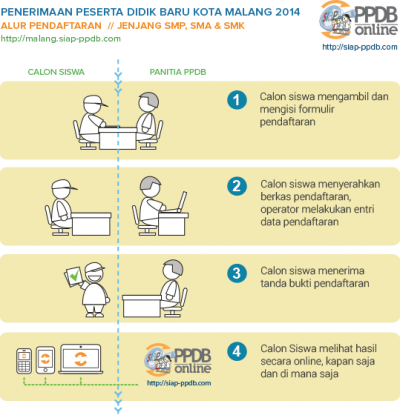 PENERIMAAN PESERTA DIDIK BARU KOTA MALANG 2014
ALUR PENDAFTARAN // JENJANG SMP, SMA & SMK
http://malang.siap-ppdb.com
PPDB
online
http://siap-ppdb.com
CALON SISWA
PANITIA PPDB
1
Calon siswa mengambil dan
mengisi formulir
pendaftaran
2
Calon siswa menyerahkan
berkas pendaftaran,
operator melakukan entri
data pendaftaran
3
Calon siswa menerima
tanda bukti pendaftaran
PPDB
online
http://siap-ppdb.com
4
Calon Siswa melihat hasil
secara online, kapan saja
dan di mana saja